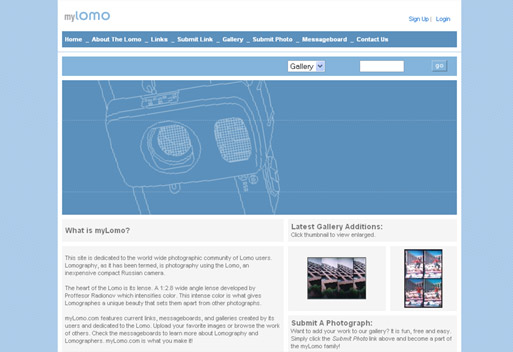 mylomo
Sign Up | Login
Home _ About The Lomo _ Links _ Submit Link _ Gallery _ Submit Photo _ Messageboard _ Contact Us
Gallery go
What is myLomo?
This site is dedicated to the world wide photographic community of Lomo users.
Lomography, as it has been termed, is photography using the Lomo, an
inexpensive compact Russian camera.
The heart of the Lomo is its lense. A 1:2.8 wide angle lense developed by
Proffesor Radionov which intensifies color. This intense color is what gives
Lomographes a unique beauty that sets them apart from other photographs.
myLomo.com features current links, messageboards, and galleries created by its
users and dedicated to the Lomo. Upload your favorite images or browse the work
of others. Check the messageboards to learn more about Lomography and
Lomographers. myLomo.com is what you make it!
Latest Gallery Additions:
Click thumbnail to view enlarged.
Submit A Photograph:
Want to add your work to our gallery? It is fun, free and easy.
Simply click the Submit Photo link above and become a part of
the myLomo family!